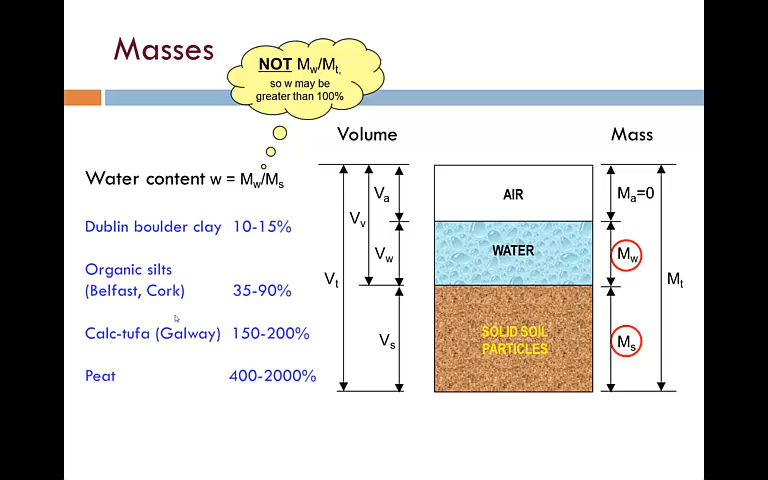 Masses
NOT Mw/Mt,
so w may be
greater than 100%
Volume
Mass
Water content w = Mw/Ms
Dublin boulder clay 10-15%
Organic silts
(Belfast, Cork) 35-90%
Calc-tufa (Galway) 150-200%
Peat 400-2000%
Va
Vv
Vw
Vt
Vs
AIR
WATER
SOLID SOIL
PARTICLES
Ma=0
Mw
Mt
Ms